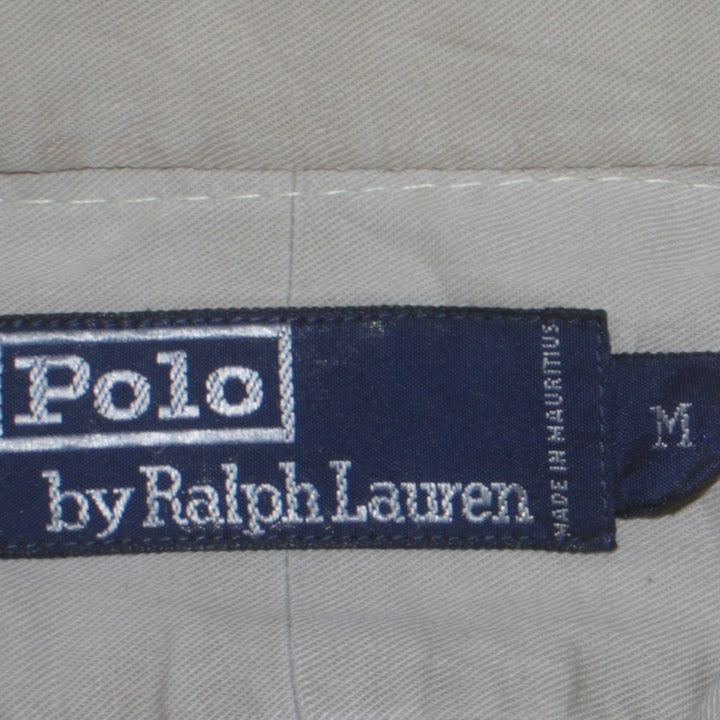 Polo
by Ralph Lauren
MADE IN MAURITIUS
M